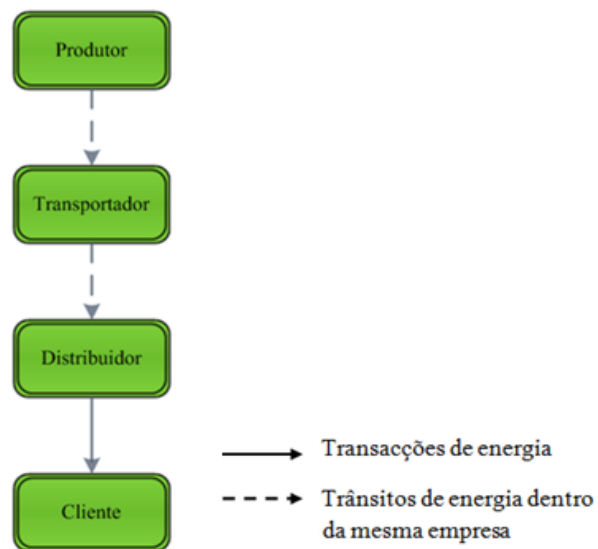 Produtor
Transportador
Distribuidor
Cliente
Transacções de energia
Trânsitos de energia dentro
da mesma empresa